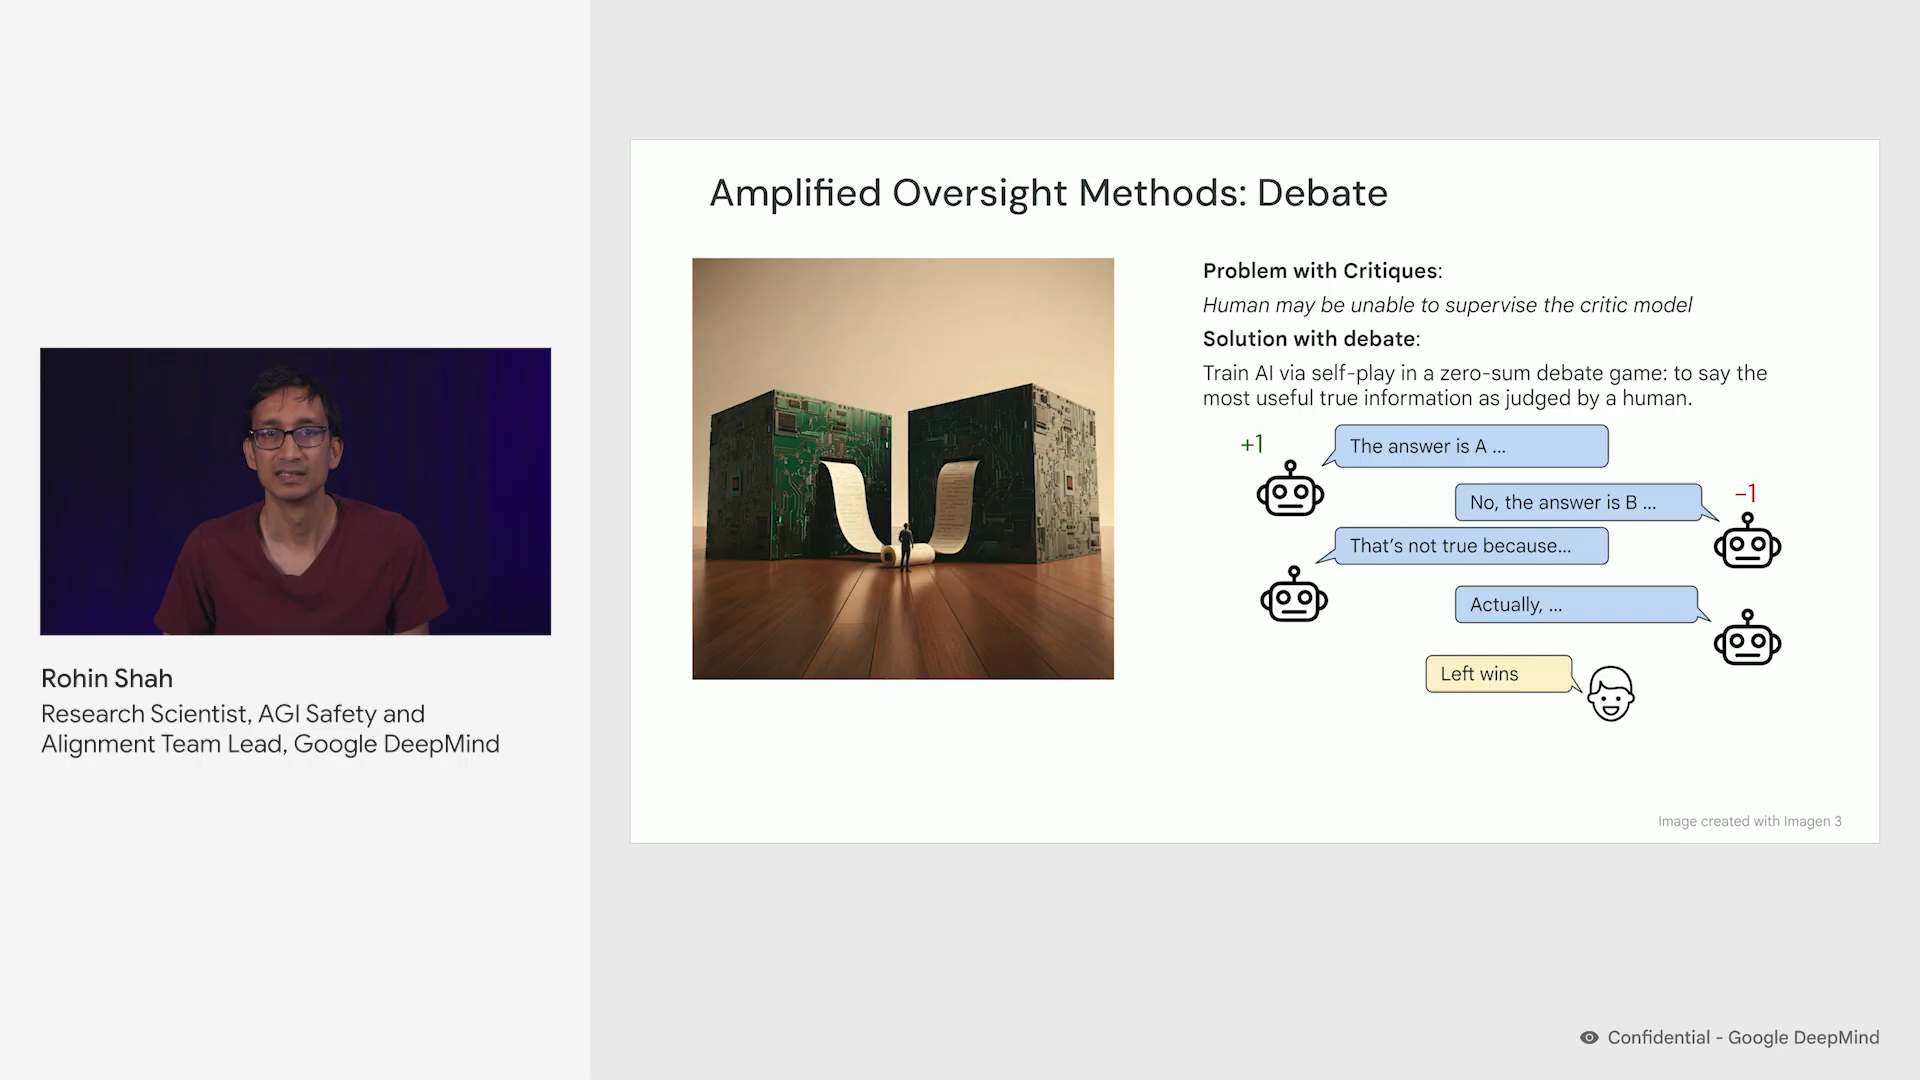 Amplified Oversight Methods: Debate
Problem with Critiques:
Human may be unable to supervise the critic model
Solution with debate:
Train AI via self-play in a zero-sum debate game: to say the
most useful true information as judged by a human.
+1
The answer is A ...
No, the answer is B ...
−1
That's not true because...
Actually, ...
Left wins
Image created with Imagen 3
Rohin Shah
Research Scientist, AGI Safety and
Alignment Team Lead, Google DeepMind
Confidential - Google DeepMind